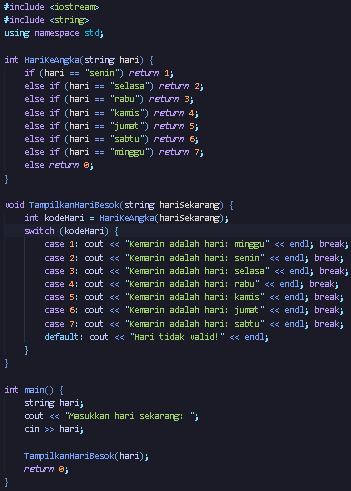 #include <iostream>
#include <string>
using namespace std;

int HariKeAngka(string hari) {
    if (hari == "senin") return 1;
    else if (hari == "selasa") return 2;
    else if (hari == "rabu") return 3;
    else if (hari == "kamis") return 4;
    else if (hari == "jumat") return 5;
    else if (hari == "sabtu") return 6;
    else if (hari == "minggu") return 7;
    else return 0;
}

void TampilkanHariBesok(string hariSekarang) {
    int kodeHari = HariKeAngka(hariSekarang);
    switch (kodeHari) {
        case 1: cout << "Kemarin adalah hari: minggu" << endl; break;
        case 2: cout << "Kemarin adalah hari: senin" << endl; break;
        case 3: cout << "Kemarin adalah hari: selasa" << endl; break;
        case 4: cout << "Kemarin adalah hari: rabu" << endl; break;
        case 5: cout << "Kemarin adalah hari: kamis" << endl; break;
        case 6: cout << "Kemarin adalah hari: jumat" << endl; break;
        case 7: cout << "Kemarin adalah hari: sabtu" << endl; break;
        default: cout << "Hari tidak valid!" << endl;
    }
}

int main() {
    string hari;
    cout << "Masukkan hari sekarang: ";
    cin >> hari;

    TampilkanHariBesok(hari);
    return 0;
}